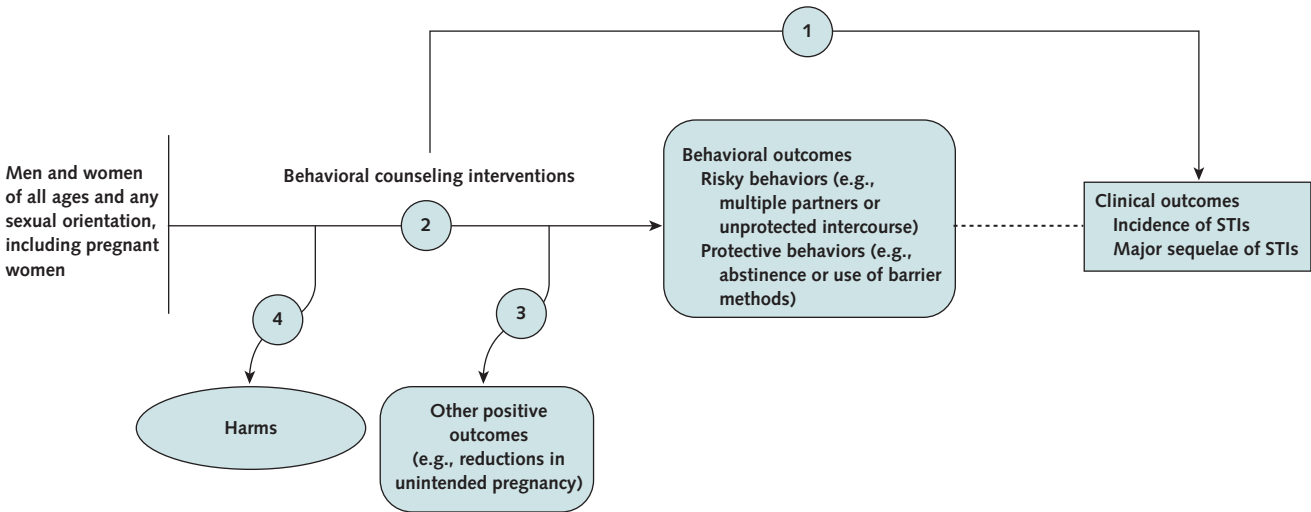 1
Men and women
of all ages and any
sexual orientation,
including pregnant
women
Behavioral counseling interventions
2
Behavioral outcomes
Risky behaviors (e.g.,
multiple partners or
unprotected intercourse)
Protective behaviors (e.g.,
abstinence or use of barrier
methods)
Clinical outcomes
Incidence of STIs
Major sequelae of STIs
4
3
Harms
Other positive
outcomes
(e.g., reductions in
unintended pregnancy)